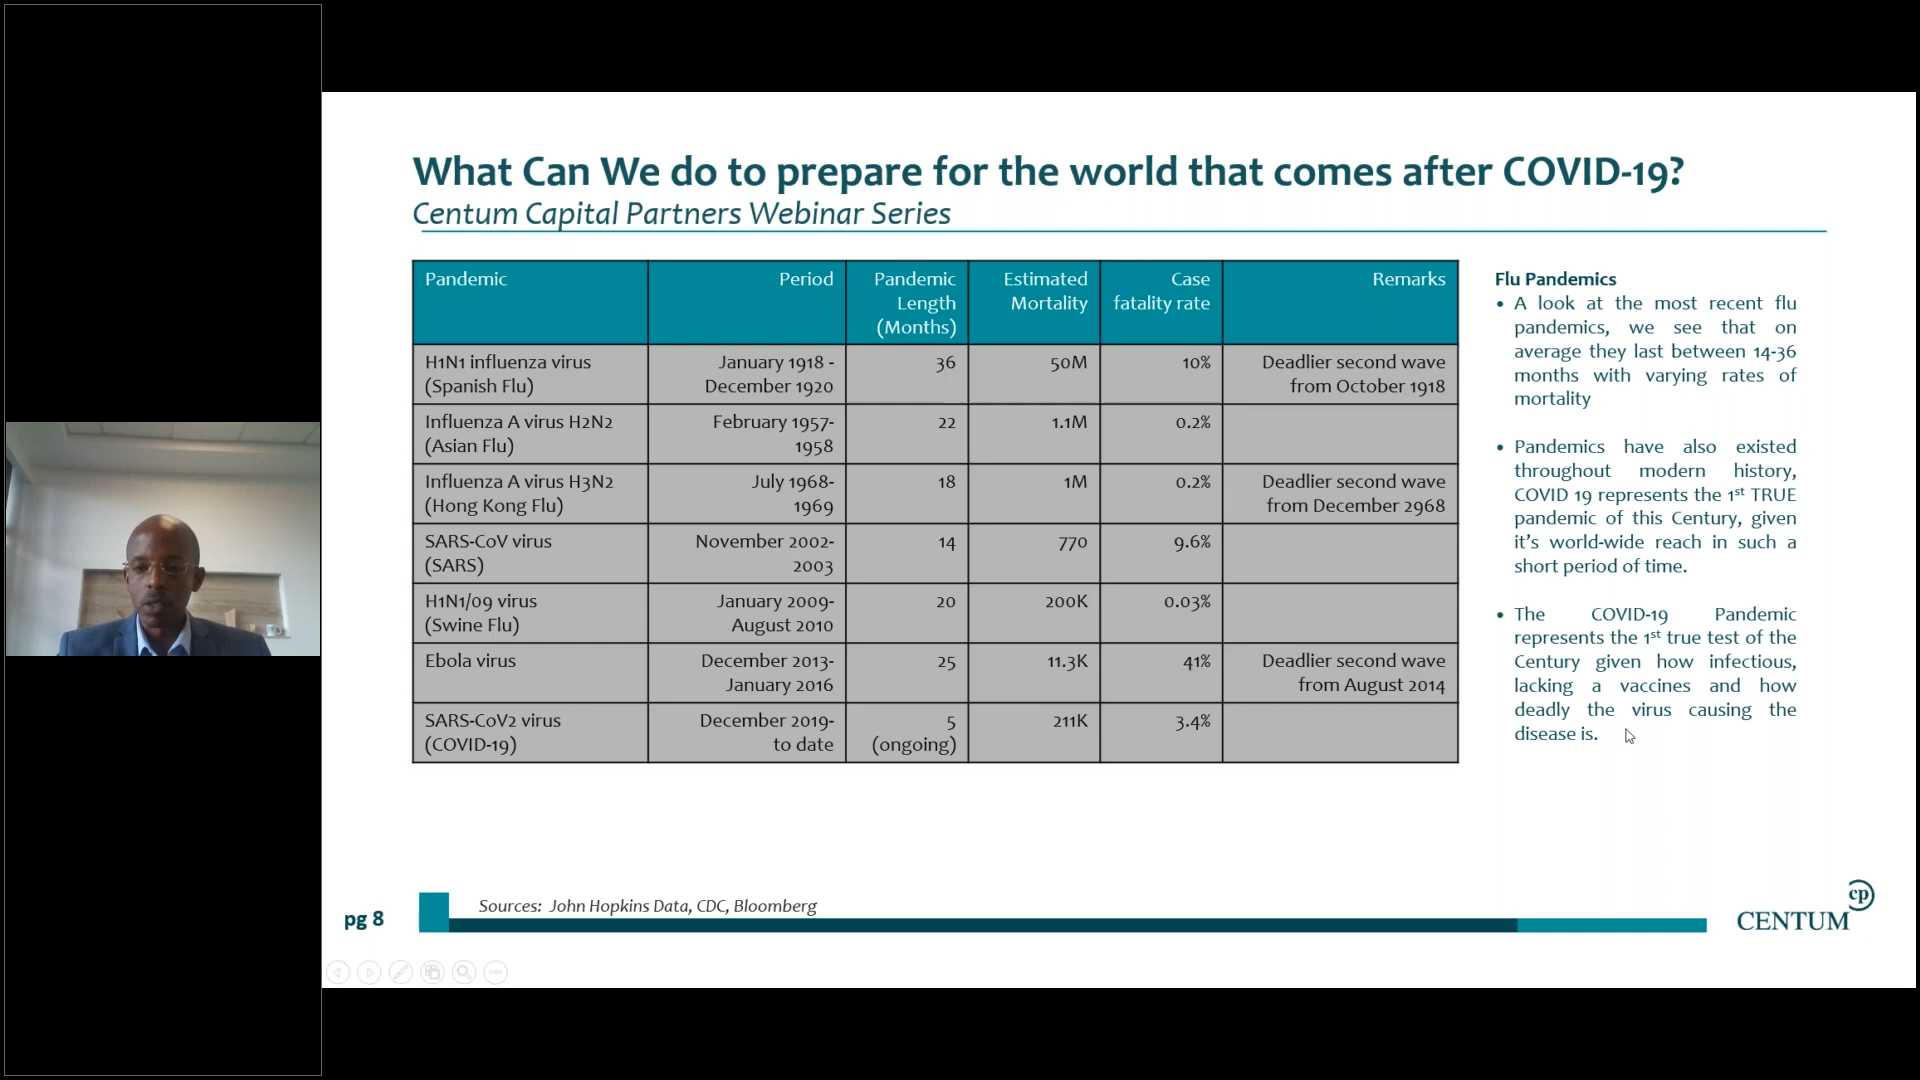 What Can We do to prepare for the world that comes after COVID-19?
Centum Capital Partners Webinar Series
Pandemic
Period
Pandemic
Length
(Months)
Estimated
Mortality
Case
fatality rate
Remarks
H1N1 influenza virus
(Spanish Flu)
January 1918 -
December 1920
36
50M
10%
Deadlier second wave
from October 1918
Influenza A virus H2N2
(Asian Flu)
February 1957-
1958
22
1.1M
0.2%
Influenza A virus H3N2
(Hong Kong Flu)
July 1968-
1969
18
1M
0.2%
Deadlier second wave
from December 2968
SARS-CoV virus
(SARS)
November 2002-
2003
14
770
9.6%
H1N1/09 virus
(Swine Flu)
January 2009-
August 2010
20
200K
0.03%
Ebola virus
December 2013-
January 2016
25
11.3K
41%
Deadlier second wave
from August 2014
SARS-CoV2 virus
(COVID-19)
December 2019-
to date
5
(ongoing)
211K
3.4%
Flu Pandemics
• A look at the most recent flu
pandemics, we see that on
average they last between 14-36
months with varying rates of
mortality
• Pandemics have also existed
throughout modern history,
COVID 19 represents the 1st TRUE
pandemic of this Century, given
it's world-wide reach in such a
short period of time.
• The COVID-19 Pandemic
represents the 1st true test of the
Century given how infectious,
lacking a vaccines and how
deadly the virus causing the
disease is.
pg 8
Sources: John Hopkins Data, CDC, Bloomberg
cp
CENTUM